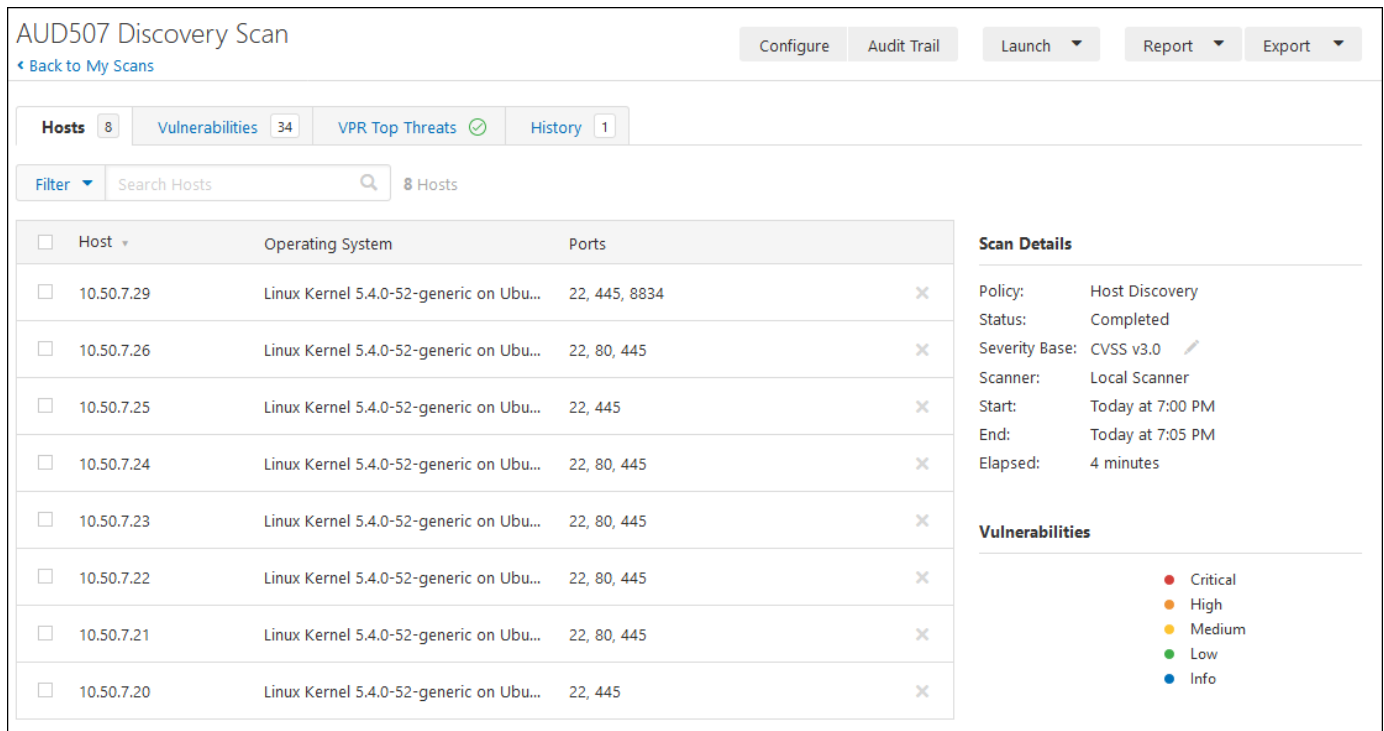 AUD507 Discovery Scan
Configure Audit Trail Launch Report Export
Back to My Scans
Hosts 8 Vulnerabilities 34 VPR Top Threats History 1
Filter Search Hosts 8 Hosts
Host Operating System Ports
10.50.7.29 Linux Kernel 5.4.0-52-generic on Ubu... 22, 445, 8834
10.50.7.26 Linux Kernel 5.4.0-52-generic on Ubu... 22, 80, 445
10.50.7.25 Linux Kernel 5.4.0-52-generic on Ubu... 22, 445
10.50.7.24 Linux Kernel 5.4.0-52-generic on Ubu... 22, 80, 445
10.50.7.23 Linux Kernel 5.4.0-52-generic on Ubu... 22, 80, 445
10.50.7.22 Linux Kernel 5.4.0-52-generic on Ubu... 22, 80, 445
10.50.7.21 Linux Kernel 5.4.0-52-generic on Ubu... 22, 80, 445
10.50.7.20 Linux Kernel 5.4.0-52-generic on Ubu... 22, 445
Scan Details
Policy: Host Discovery
Status: Completed
Severity Base: CVSS v3.0
Scanner: Local Scanner
Start: Today at 7:00 PM
End: Today at 7:05 PM
Elapsed: 4 minutes
Vulnerabilities
Critical
High
Medium
Low
Info